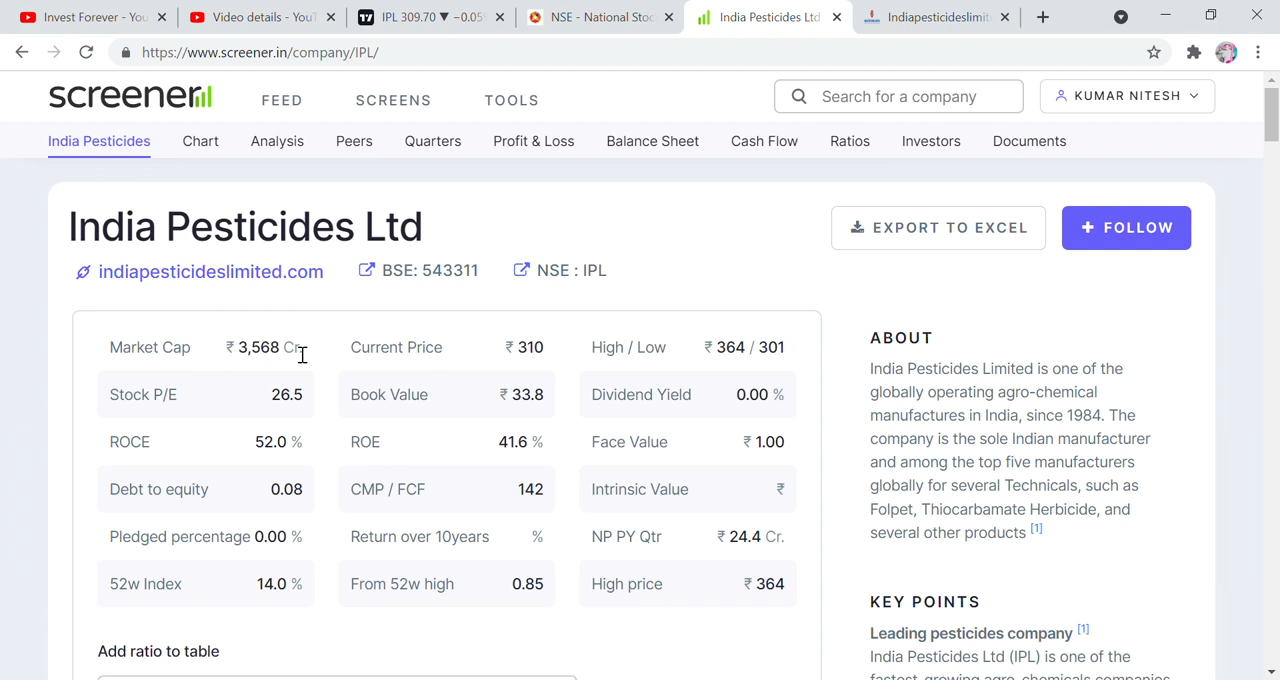 Invest Forever - You
Video details - YouT
IPL 309.70 ▼ −0.05
NSE - National Stoc
India Pesticides Ltd
Indiapesticideslimit
https://www.screener.in/company/IPL/
screener
FEED
SCREENS
TOOLS
Search for a company
KUMAR NITESH
India Pesticides
Chart
Analysis
Peers
Quarters
Profit & Loss
Balance Sheet
Cash Flow
Ratios
Investors
Documents
India Pesticides Ltd
EXPORT TO EXCEL
+ FOLLOW
indiapesticideslimited.com
BSE: 543311
NSE : IPL
Market Cap ₹ 3,568 Cr.
Current Price ₹ 310
High / Low ₹ 364 / 301
Stock P/E 26.5
Book Value ₹ 33.8
Dividend Yield 0.00 %
ROCE 52.0 %
ROE 41.6 %
Face Value ₹ 1.00
Debt to equity 0.08
CMP / FCF 142
Intrinsic Value ₹
Pledged percentage 0.00 %
Return over 10years %
NP PY Qtr ₹ 24.4 Cr.
52w Index 14.0 %
From 52w high 0.85
High price ₹ 364
Add ratio to table
ABOUT
India Pesticides Limited is one of the
globally operating agro-chemical
manufactures in India, since 1984. The
company is the sole Indian manufacturer
and among the top five manufacturers
globally for several Technicals, such as
Folpet, Thiocarbamate Herbicide, and
several other products [1]
KEY POINTS
Leading pesticides company [1]
India Pesticides Ltd (IPL) is one of the
fastest-growing agro-chemicals companies